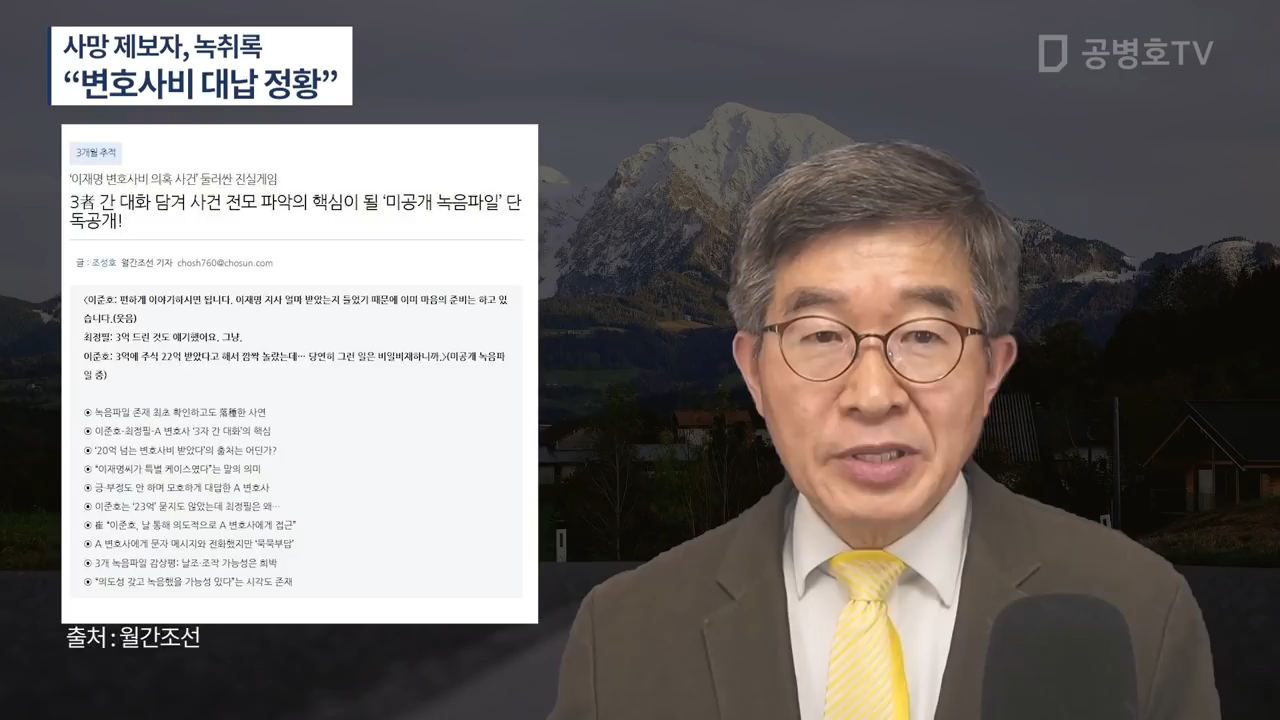 사망 제보자, 녹취록
“변호사비 대납 정황”
공병호TV
3개월 추적
‘이재명 변호사비 의혹 사건’ 둘러싼 진실게임
3者 간 대화 담겨 사건 전모 파악의 핵심이 될 ‘미공개 녹음파일’ 단
독공개!
글 : 조성호 월간조선 기자 chosh760@chosun.com
<이준호: 편하게 이야기하시면 됩니다. 이재명 지사 얼마 받았는지 들었기 때문에 이미 마음의 준비는 하고 있
습니다.(웃음)
최정필: 3억 드린 것도 얘기했어요. 그냥.
이준호: 3억에 주식 22억 받았다고 해서 깜짝 놀랐는데… 당연히 그런 일은 비일비재하니까.>(미공개 녹음파
일 중)
⊙ 녹음파일 존재 최초 확인하고도 落種한 사연
⊙ 이준호-최정필-A 변호사 ‘3자 간 대화’의 핵심
⊙ ‘20억 넘는 변호사비 받았다’의 출처는 어딘가?
⊙ “이재명씨가 특별 케이스였다”는 말의 의미
⊙ 긍·부정도 안 하며 모호하게 대답한 A 변호사
⊙ 이준호는 ‘23억’ 묻지도 않았는데 최정필은 왜…
⊙ 崔 “이준호, 날 통해 의도적으로 A 변호사에게 접근”
⊙ A 변호사에게 문자 메시지와 전화했지만 ‘묵묵부답’
⊙ 3개 녹음파일 감상평: 날조·조작 가능성은 희박
⊙ “의도성 갖고 녹음했을 가능성 있다”는 시각도 존재
출처 : 월간조선